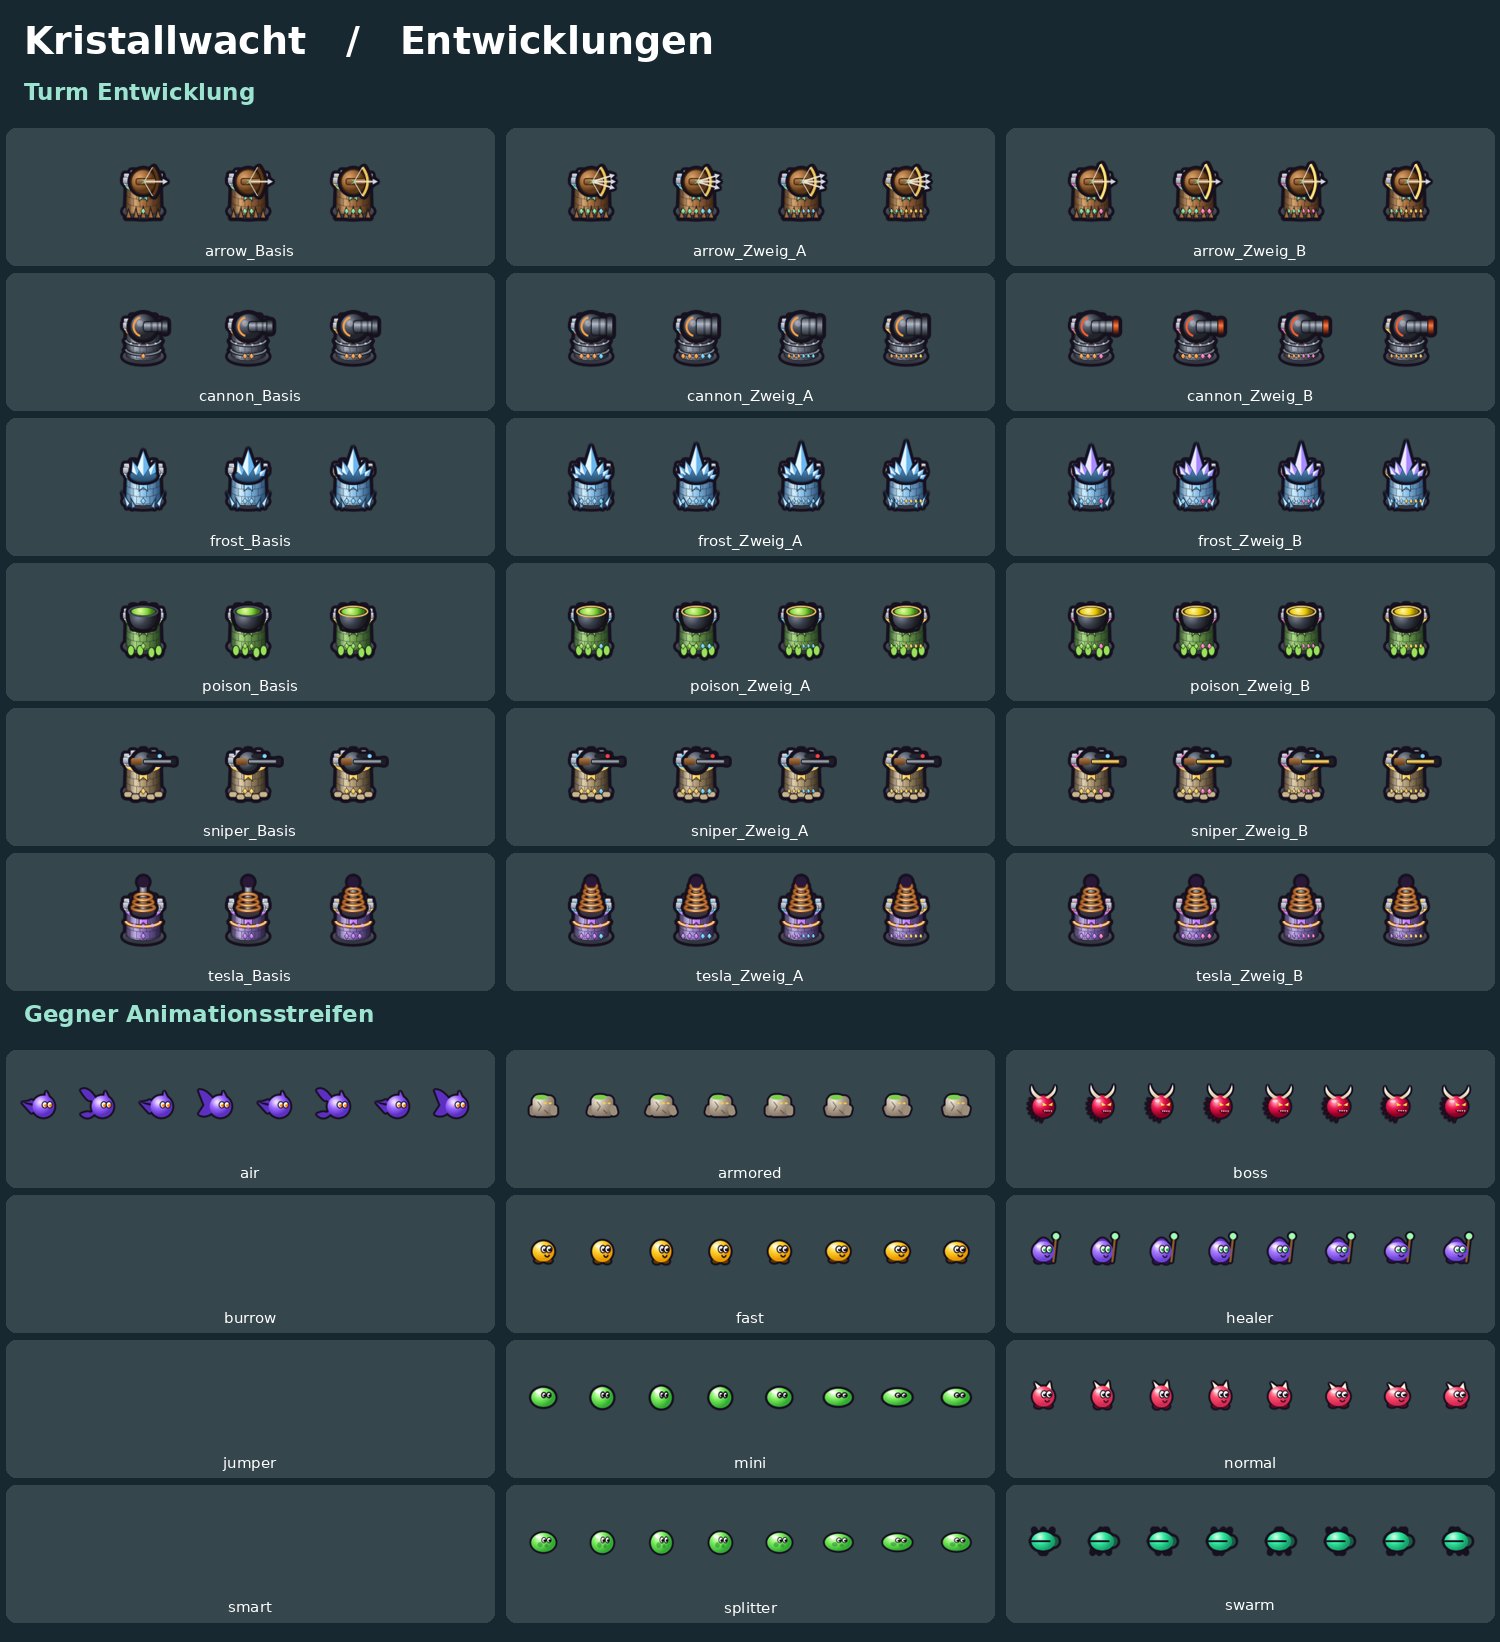 Kristallwacht / Entwicklungen
Turm Entwicklung
arrow_Basis
arrow_Zweig_A
arrow_Zweig_B
cannon_Basis
cannon_Zweig_A
cannon_Zweig_B
frost_Basis
frost_Zweig_A
frost_Zweig_B
poison_Basis
poison_Zweig_A
poison_Zweig_B
sniper_Basis
sniper_Zweig_A
sniper_Zweig_B
tesla_Basis
tesla_Zweig_A
tesla_Zweig_B
Gegner Animationsstreifen
air
armored
boss
burrow
fast
healer
jumper
mini
normal
smart
splitter
swarm